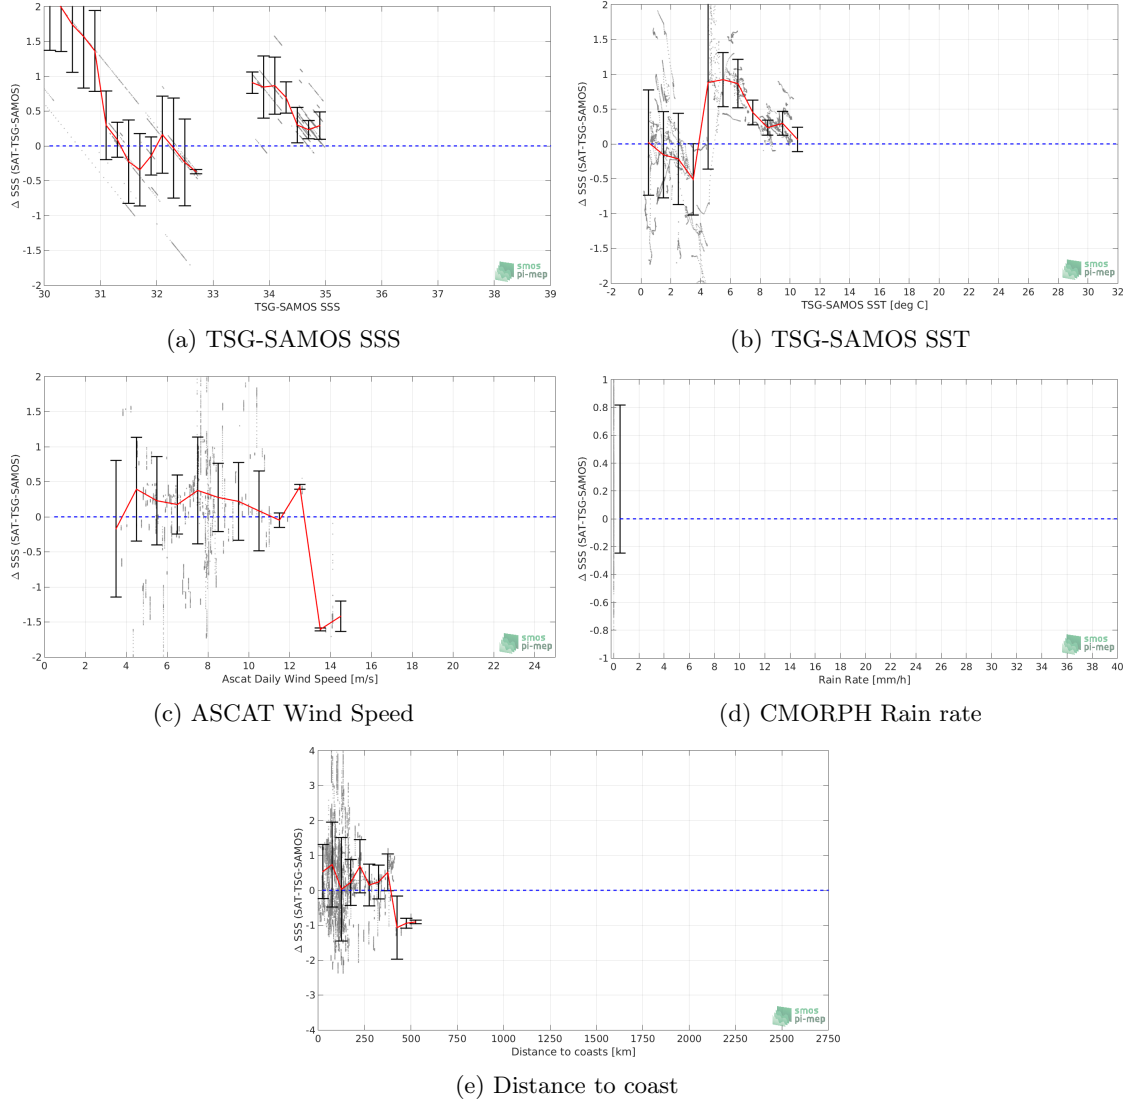 Δ SSS (SAT-TSG-SAMOS)
2
1.5
1
0.5
0
-0.5
-1
-1.5
-2
30 31 32 33 34 35 36 37 38 39
TSG-SAMOS SSS
smos
pi-mep
(a) TSG-SAMOS SSS
Δ SSS (SAT-TSG-SAMOS)
2
1.5
1
0.5
0
-0.5
-1
-1.5
-2
-2 0 2 4 6 8 10 12 14 16 18 20 22 24 26 28 30 32
TSG-SAMOS SST [deg C]
smos
pi-mep
(b) TSG-SAMOS SST
Δ SSS (SAT-TSG-SAMOS)
2
1.5
1
0.5
0
-0.5
-1
-1.5
-2
0 2 4 6 8 10 12 14 16 18 20 22 24
Ascat Daily Wind Speed [m/s]
smos
pi-mep
(c) ASCAT Wind Speed
Δ SSS (SAT-TSG-SAMOS)
1
0.8
0.6
0.4
0.2
0
-0.2
-0.4
-0.6
-0.8
-1
0 2 4 6 8 10 12 14 16 18 20 22 24 26 28 30 32 34 36 38 40
Rain Rate [mm/h]
smos
pi-mep
(d) CMORPH Rain rate
Δ SSS (SAT-TSG-SAMOS)
4
3
2
1
0
-1
-2
-3
-4
0 250 500 750 1000 1250 1500 1750 2000 2250 2500 2750
Distance to coasts [km]
smos
pi-mep
(e) Distance to coast